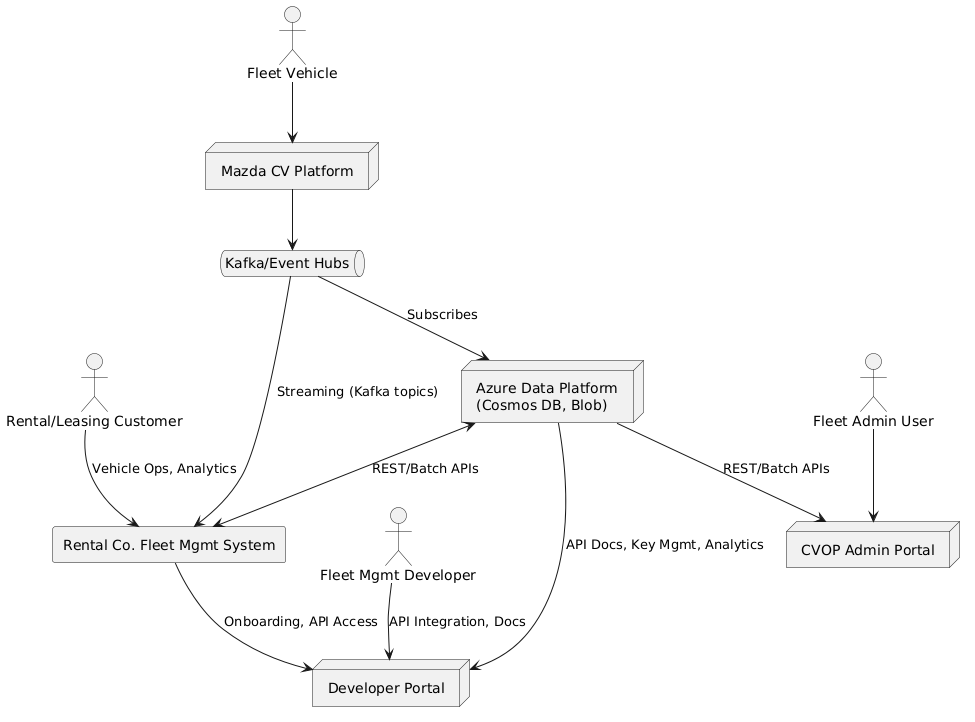 Fleet Vehicle
Mazda CV Platform
Kafka/Event Hubs
Subscribes
Azure Data Platform
(Cosmos DB, Blob)
Streaming (Kafka topics)
Rental/Leasing Customer
Fleet Admin User
Vehicle Ops, Analytics
REST/Batch APIs
REST/Batch APIs
Rental Co. Fleet Mgmt System
Fleet Mgmt Developer
API Docs, Key Mgmt, Analytics
CVOP Admin Portal
Onboarding, API Access
API Integration, Docs
Developer Portal